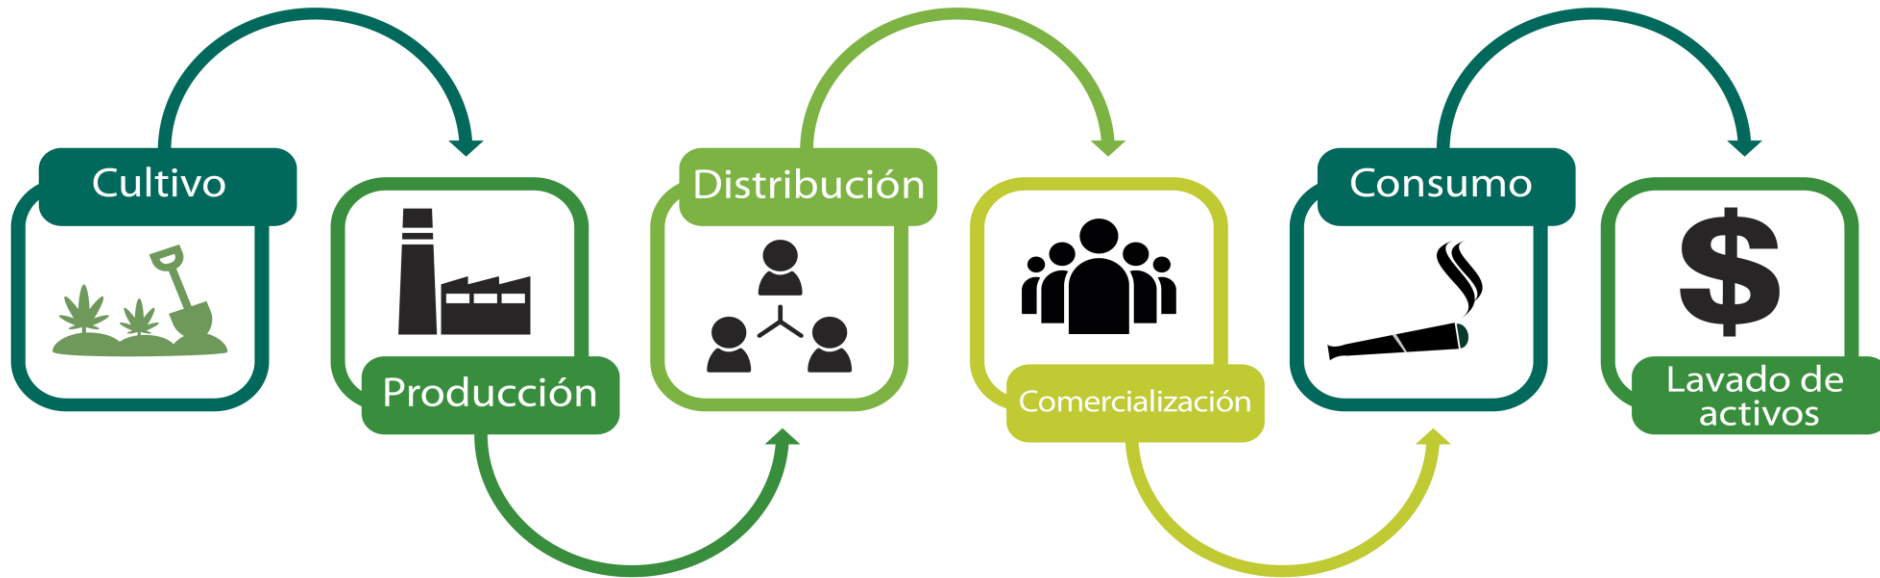 Cultivo
Producción
Distribución
Comercialización
Consumo
Lavado de
activos